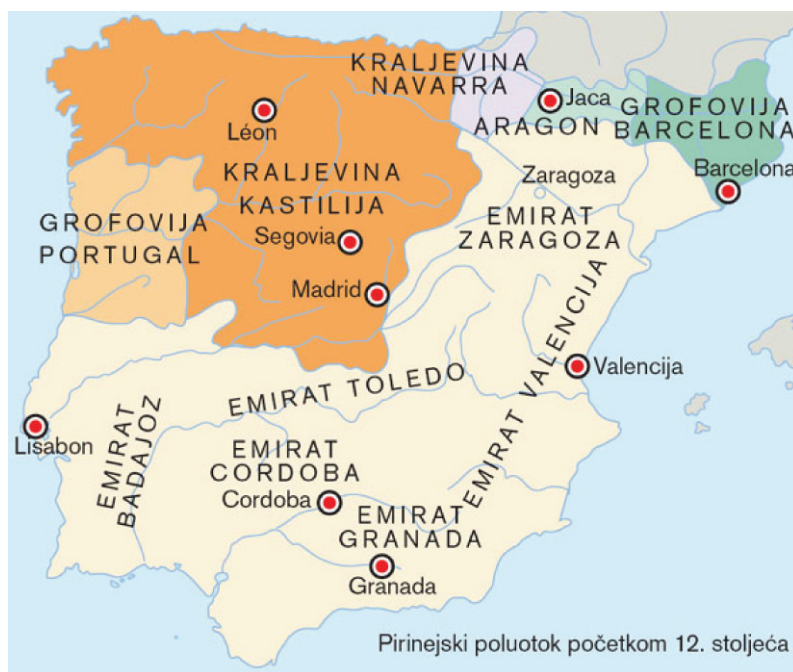 KRALJEVINA
NAVARRA
Jaca
GROFOVIJA
BARCELONA
Léon
ARAGON
KRALJEVINA
KASTILIJA
Zaragoza
Barcelona
GROFOVIJA
PORTUGAL
Segovia
EMIRAT
ZARAGOZA
Madrid
EMIRAT VALENCIJA
Valencija
EMIRAT TOLEDO
Lisabon
EMIRAT
BADAJOZ
EMIRAT
CORDOBA
Cordoba
EMIRAT
GRANADA
Granada
Pirinejski poluotok početkom 12. stoljeća